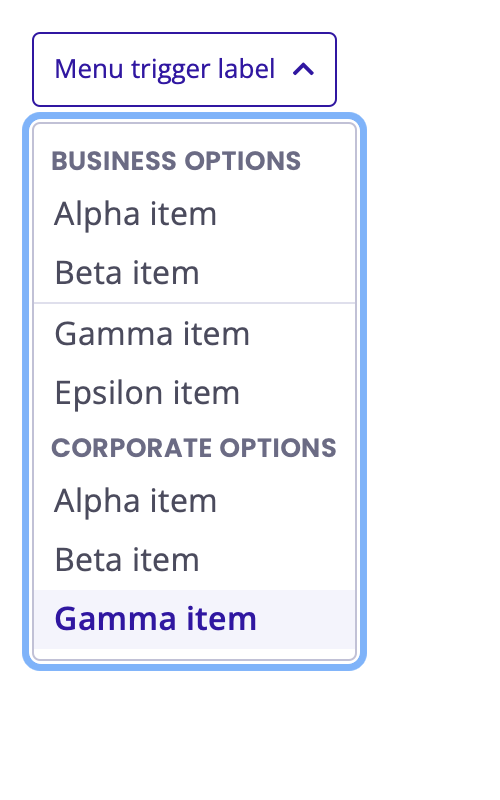 Menu trigger label
BUSINESS OPTIONS
Alpha item
Beta item
Gamma item
Epsilon item
CORPORATE OPTIONS
Alpha item
Beta item
Gamma item